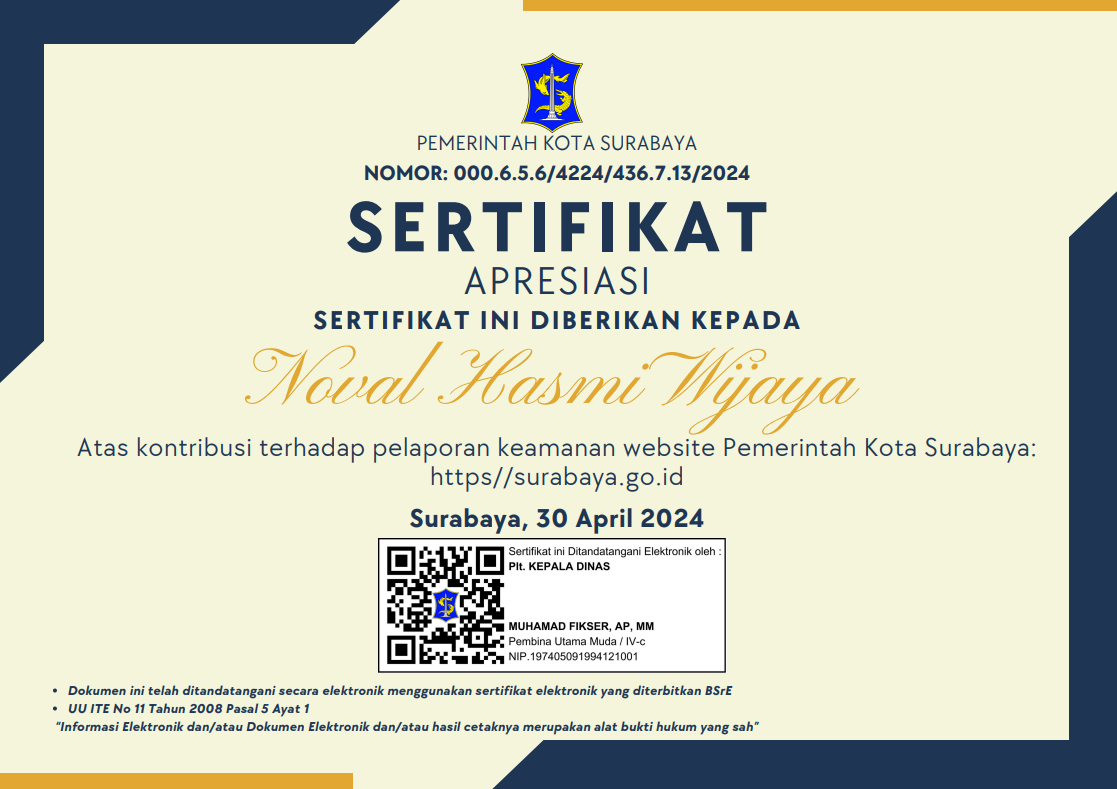 PEMERINTAH KOTA SURABAYA
NOMOR: 000.6.5.6/4224/436.7.13/2024
SERTIFIKAT
APRESIASI
SERTIFIKAT INI DIBERIKAN KEPADA
Noval Hasmi Wijaya
Atas kontribusi terhadap pelaporan keamanan website Pemerintah Kota Surabaya:
https//surabaya.go.id
Surabaya, 30 April 2024
Sertifikat ini Ditandatangani Elektronik oleh :
Plt. KEPALA DINAS
MUHAMAD FIKSER, AP, MM
Pembina Utama Muda / IV-c
NIP.197405091994121001
• Dokumen ini telah ditandatangani secara elektronik menggunakan sertifikat elektronik yang diterbitkan BSrE
• UU ITE No 11 Tahun 2008 Pasal 5 Ayat 1
"Informasi Elektronik dan/atau Dokumen Elektronik dan/atau hasil cetaknya merupakan alat bukti hukum yang sah"